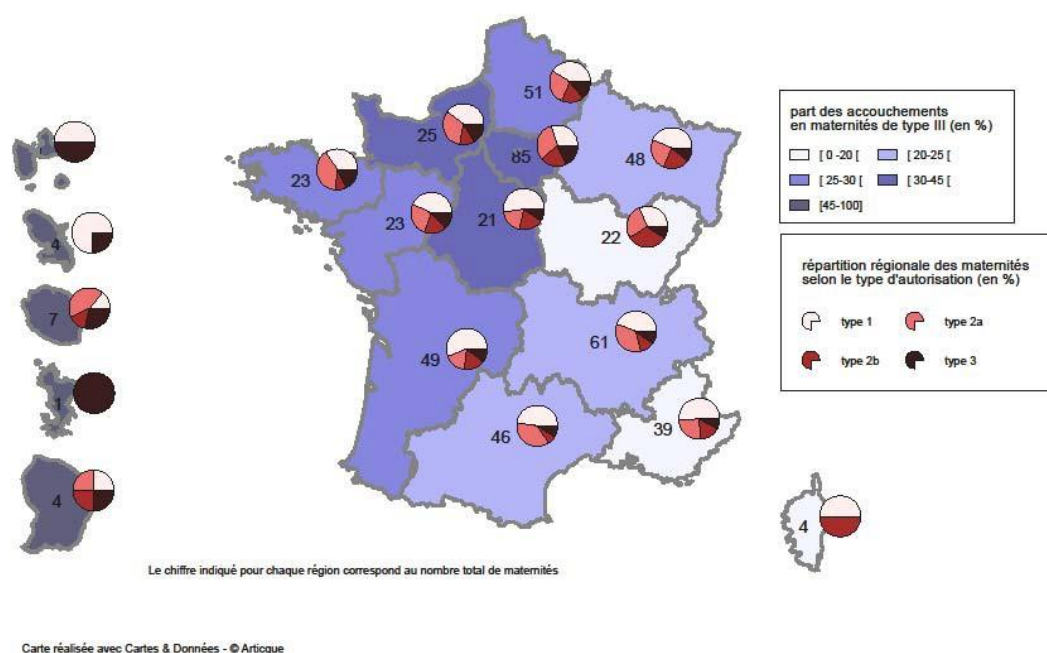 51
25
85
48
23
23
21
22
4
7
49
61
1
46
39
4
4
part des accouchements
en maternités de type III (en %)
[ 0 -20 [
[ 20-25 [
[ 25-30 [
[ 30-45 [
[45-100]
répartition régionale des maternités
selon le type d'autorisation (en %)
type 1
type 2a
type 2b
type 3
Le chiffre indiqué pour chaque région correspond au nombre total de maternités
Carte réalisée avec Cartes & Données - © Articque